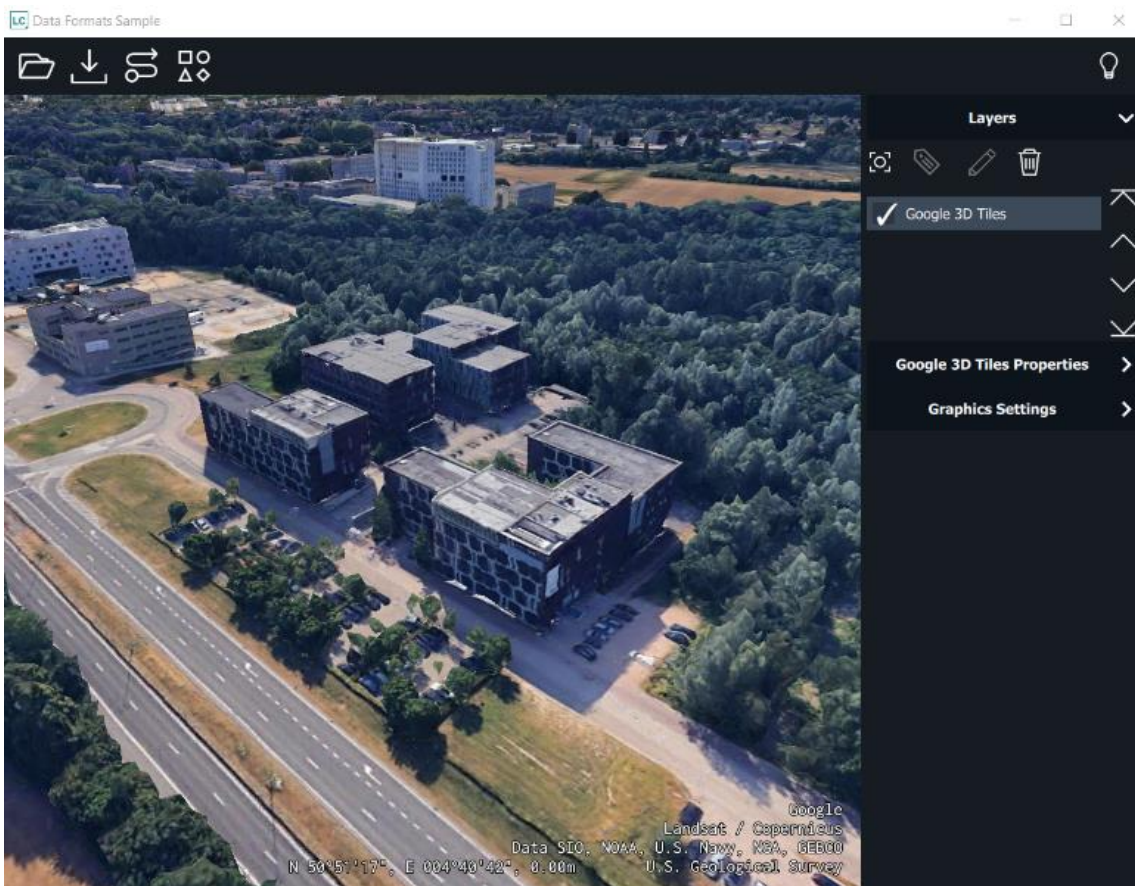 LC Data Formats Sample
Layers
Google 3D Tiles
Google 3D Tiles Properties
Graphics Settings
Google
Landsat / Copernicus
Data SIO, NOAA, U.S. Navy, NGA, GEBCO
N 50°51'17", E 004°40'42", 0.00m U.S. Geological Survey